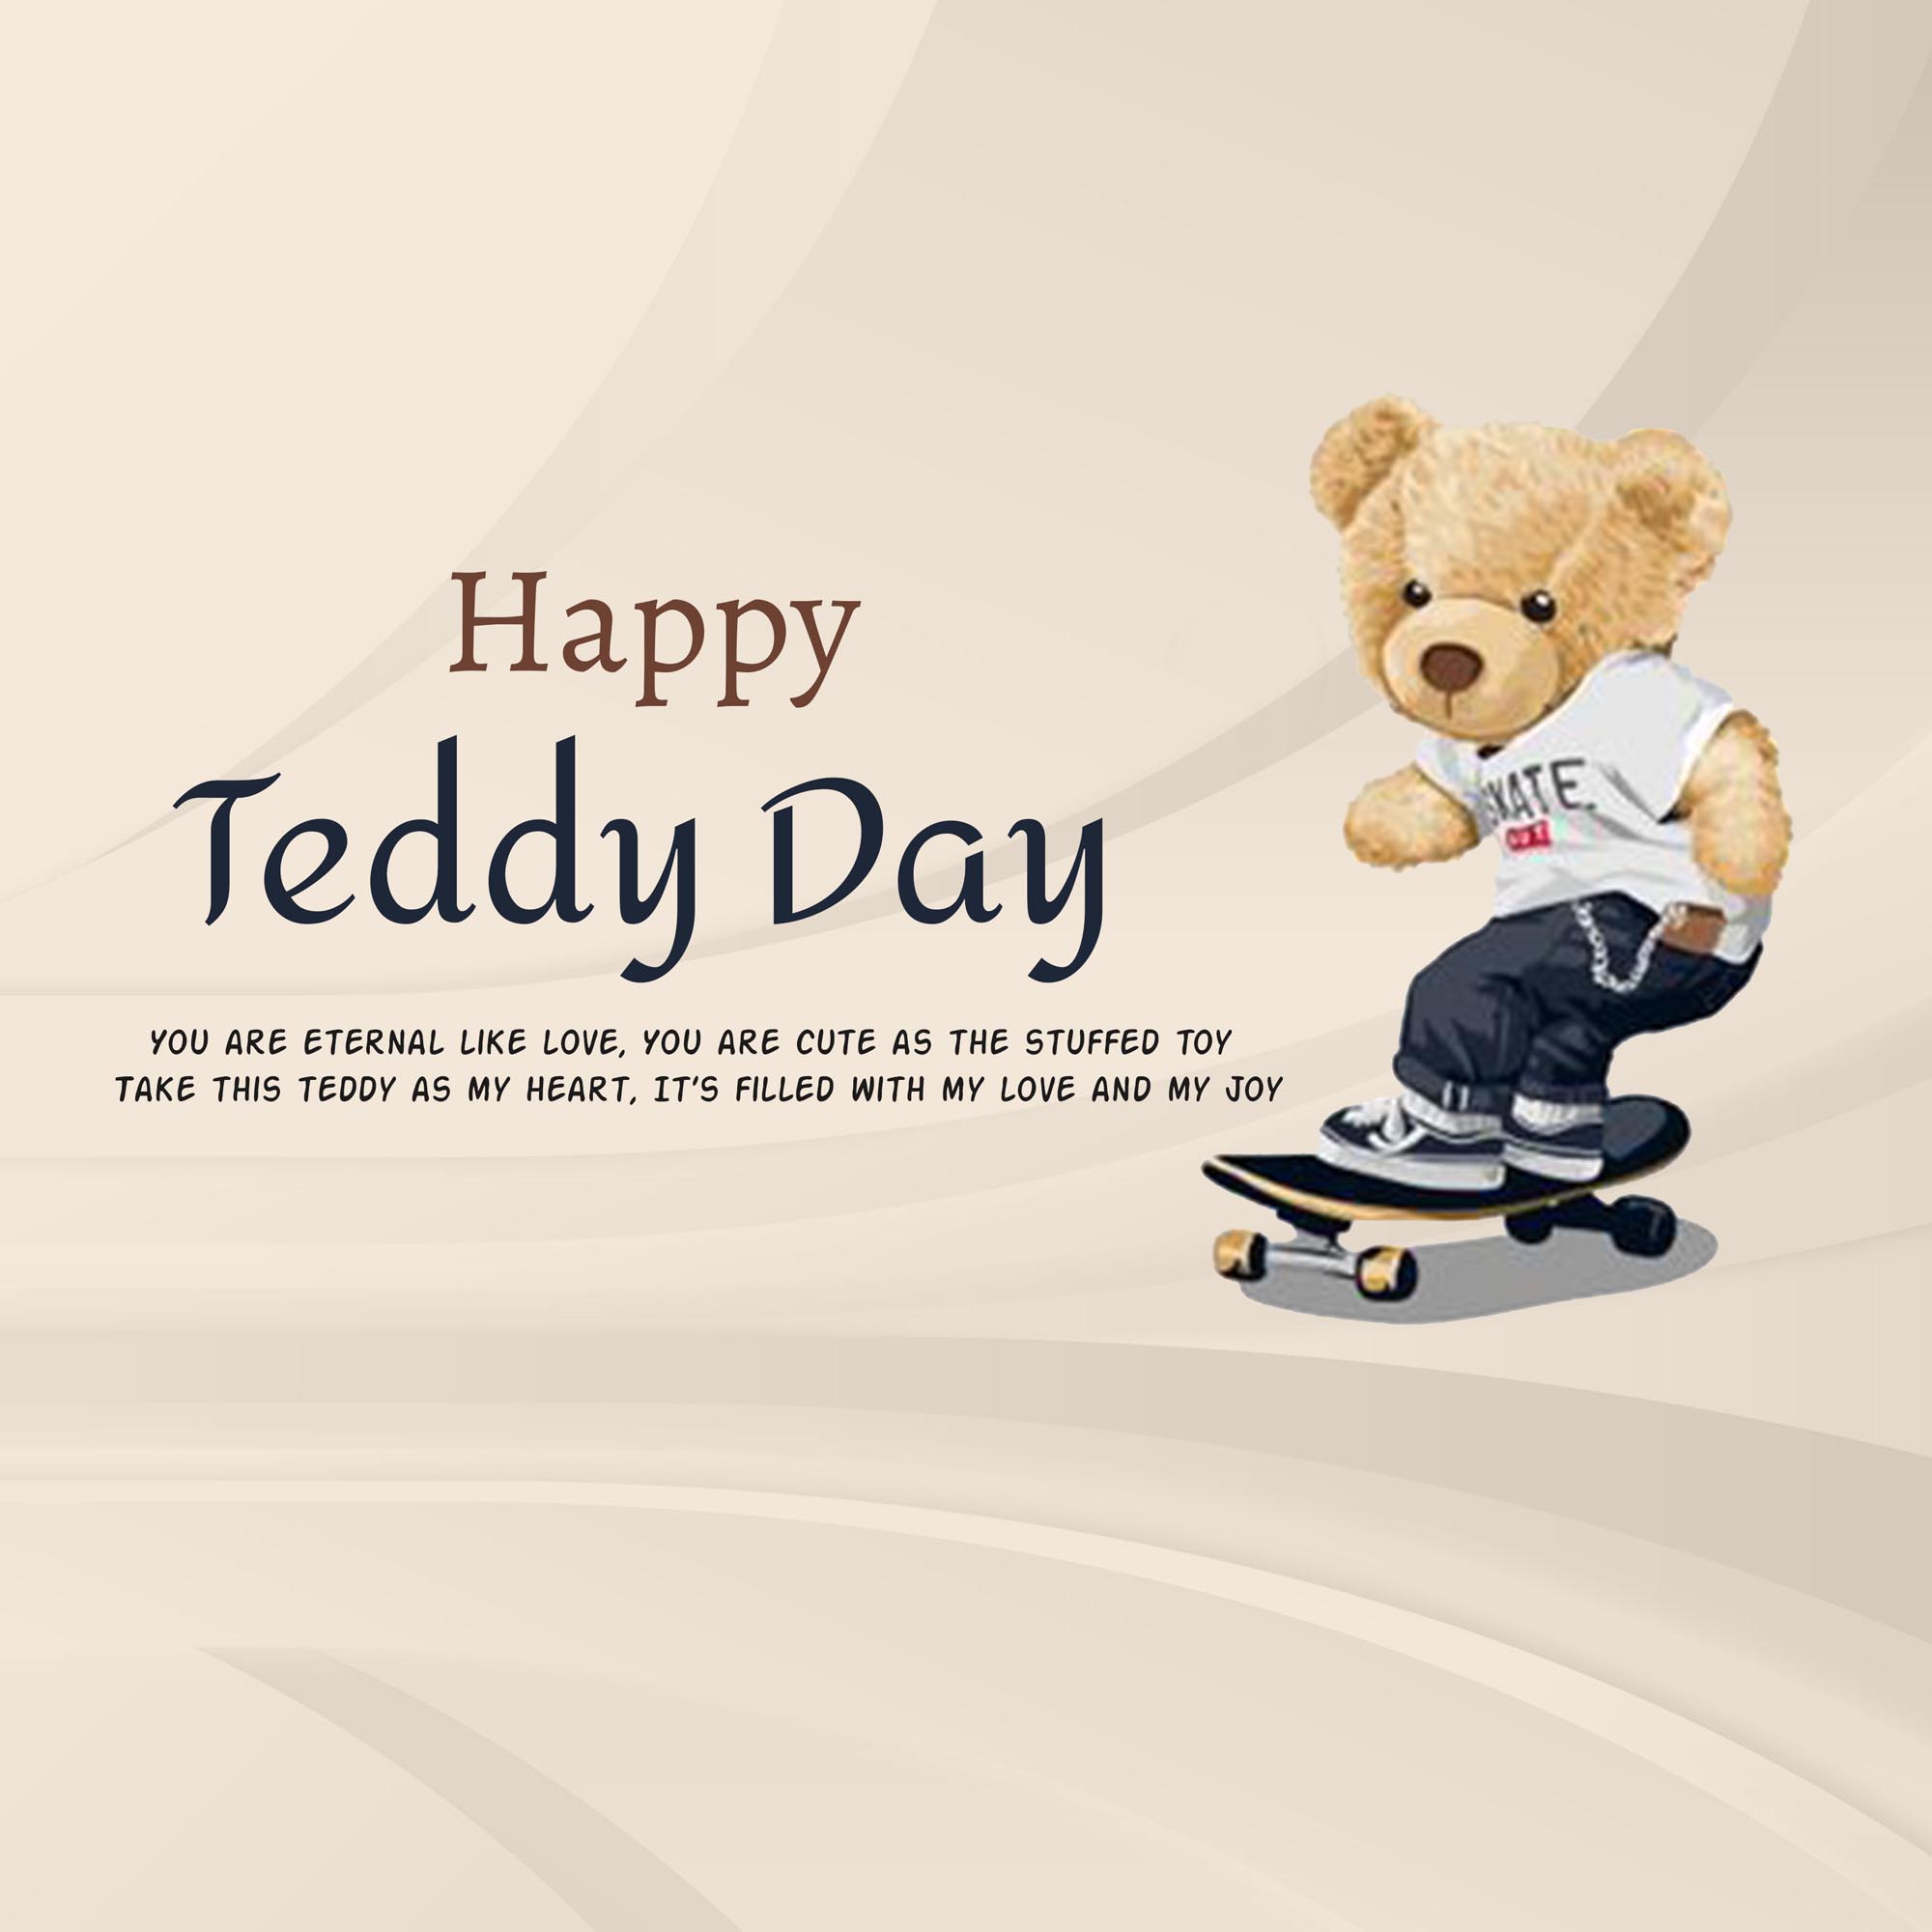 Happy
Teddy Day
YOU ARE ETERNAL LIKE LOVE, YOU ARE CUTE AS THE STUFFED TOY
TAKE THIS TEDDY AS MY HEART, IT'S FILLED WITH MY LOVE AND MY JOY
SKATE